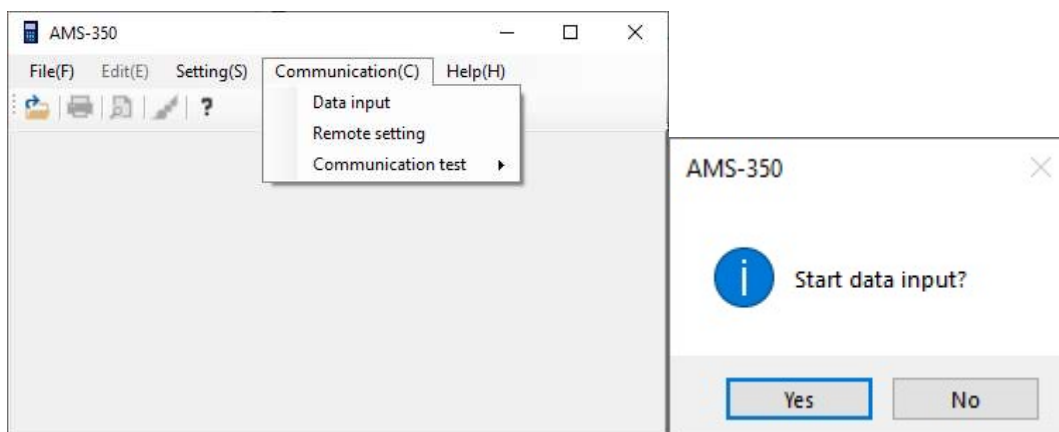 AMS-350
File(F) Edit(E) Setting(S) Communication(C) Help(H)
?
Data input
Remote setting
Communication test
AMS-350
Start data input?
Yes No